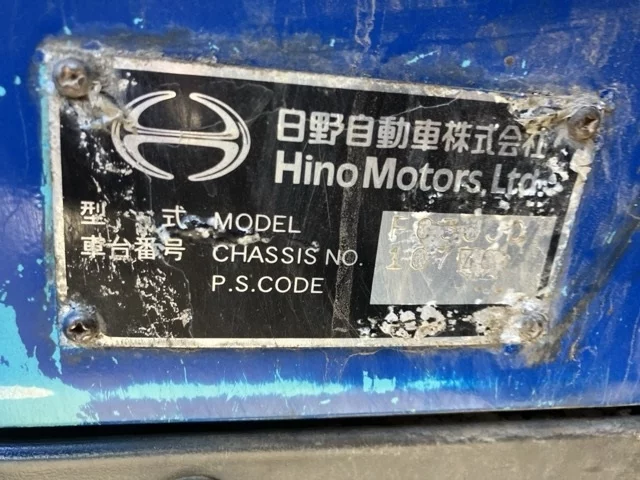 日野自動車株式会社
Hino Motors, Ltd.
型 式 MODEL
車台番号 CHASSIS NO.
P.S.CODE